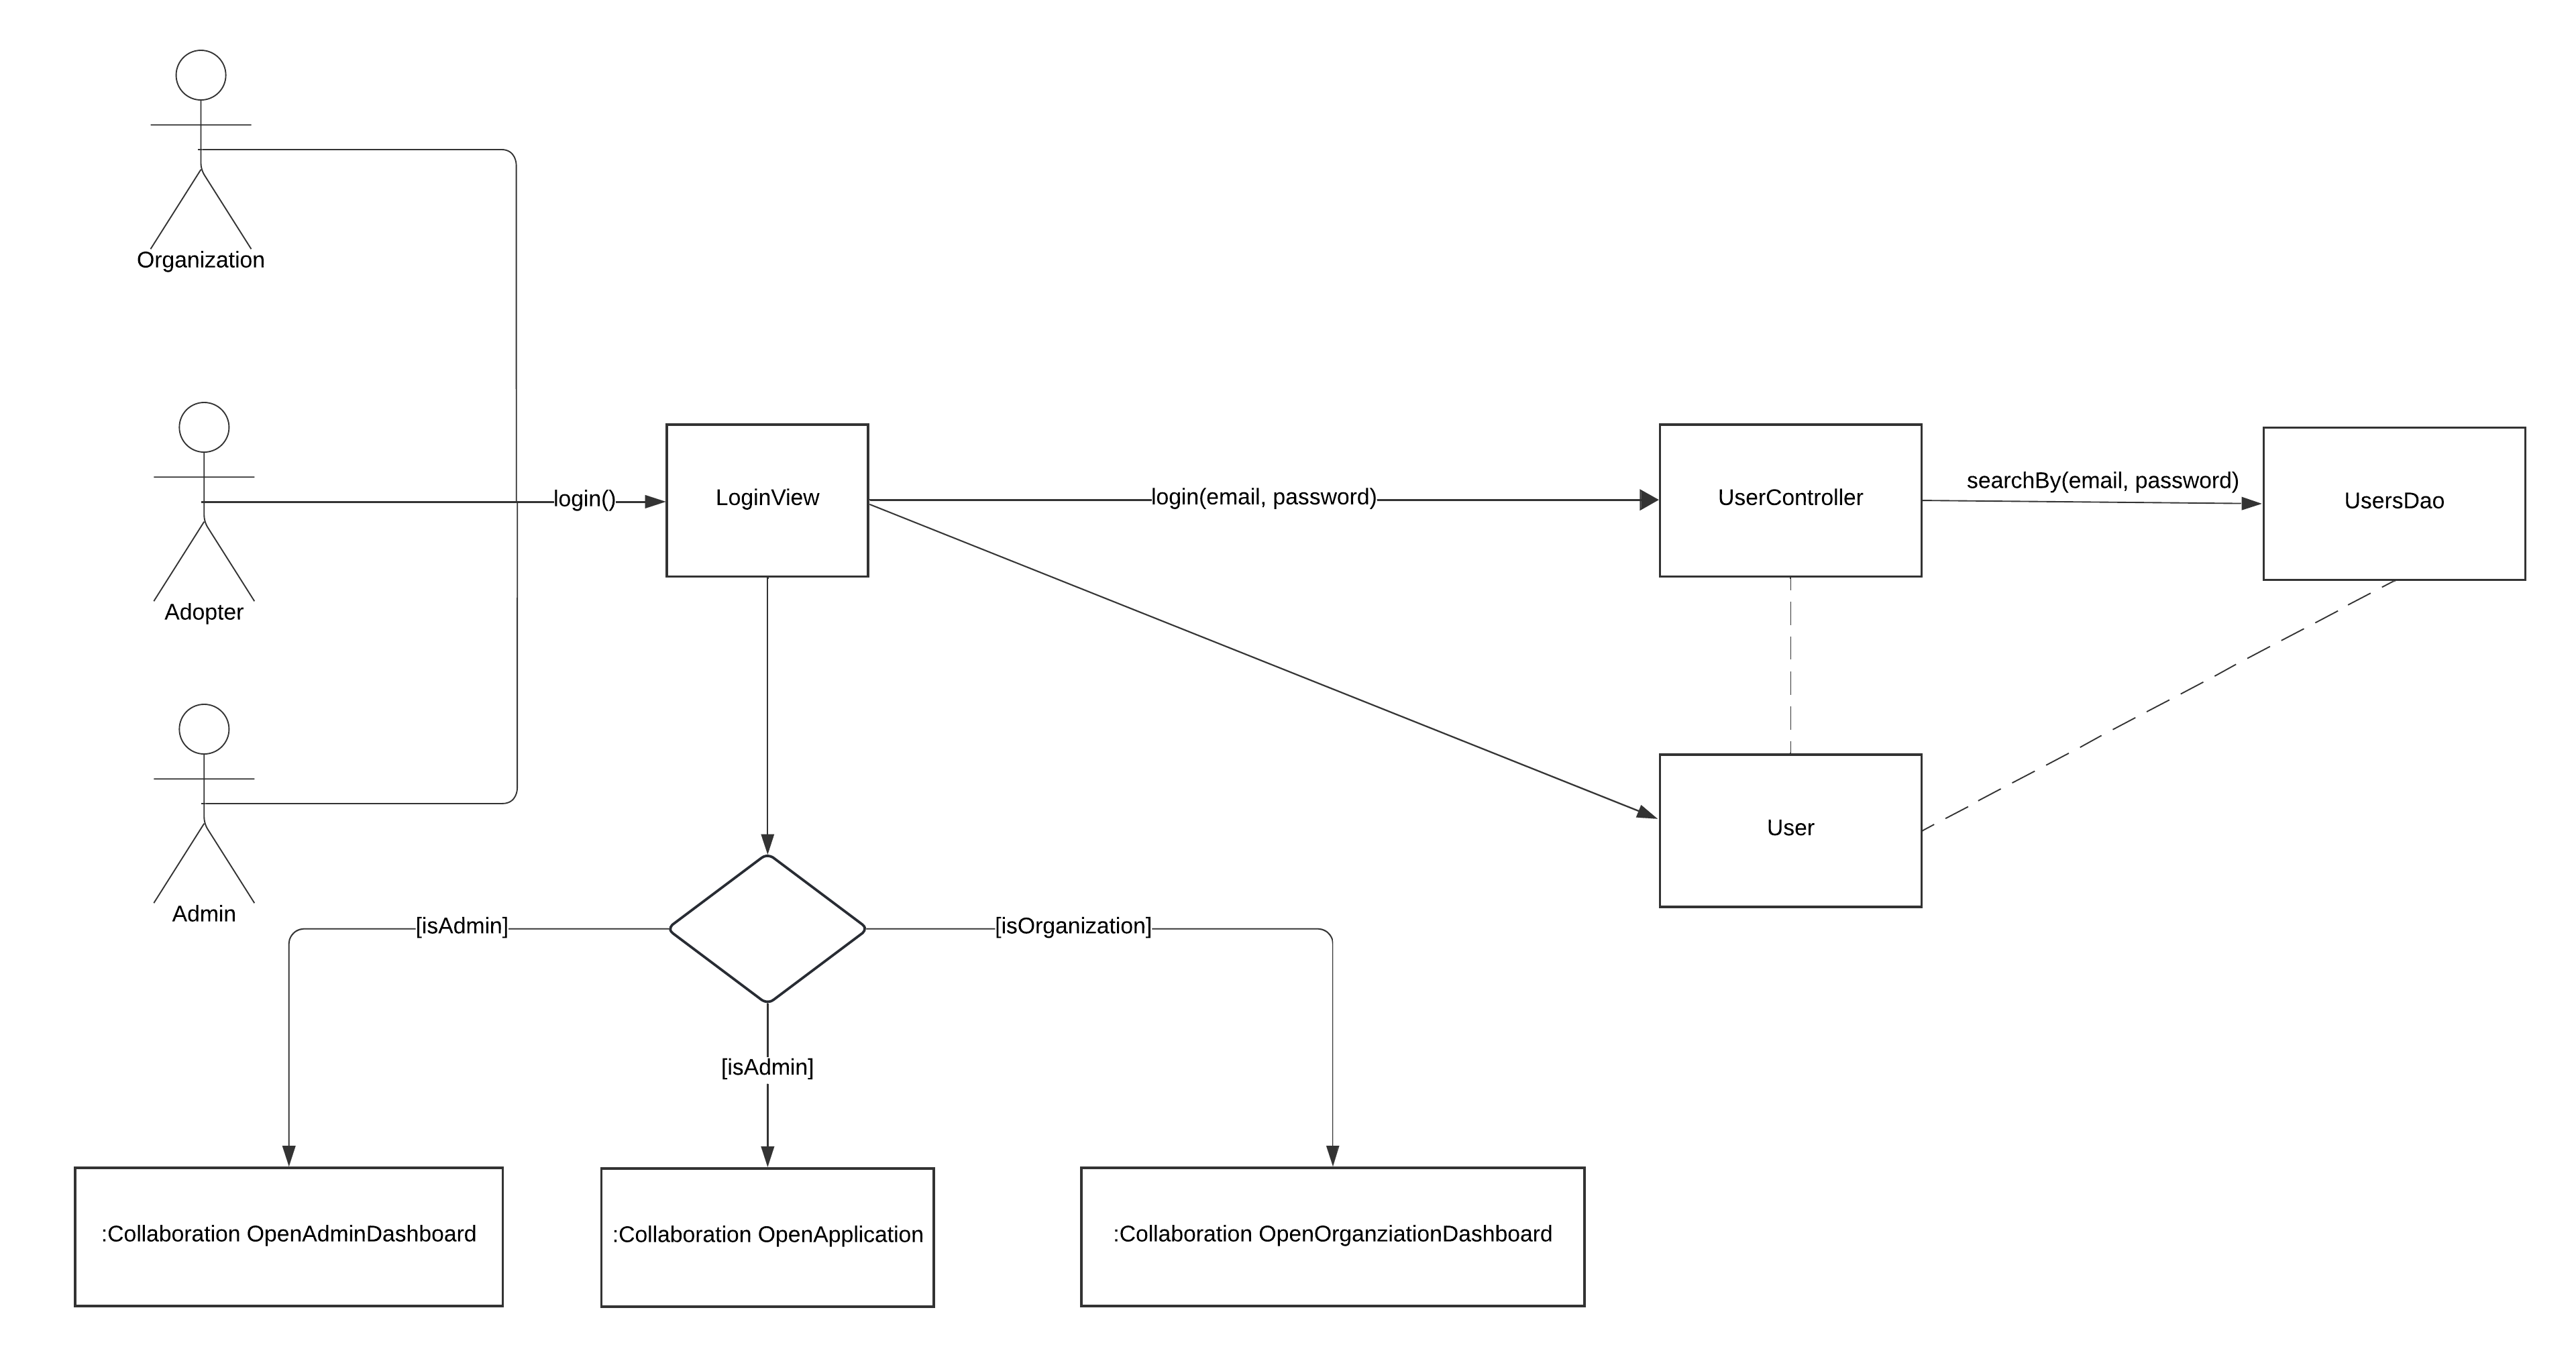 Organization
login()
LoginView
login(email, password)
UserController
searchBy(email, password)
UsersDao
Adopter
User
Admin
[isAdmin]
[isOrganization]
[isAdmin]
:Collaboration OpenAdminDashboard
:Collaboration OpenApplication
:Collaboration OpenOrganziationDashboard